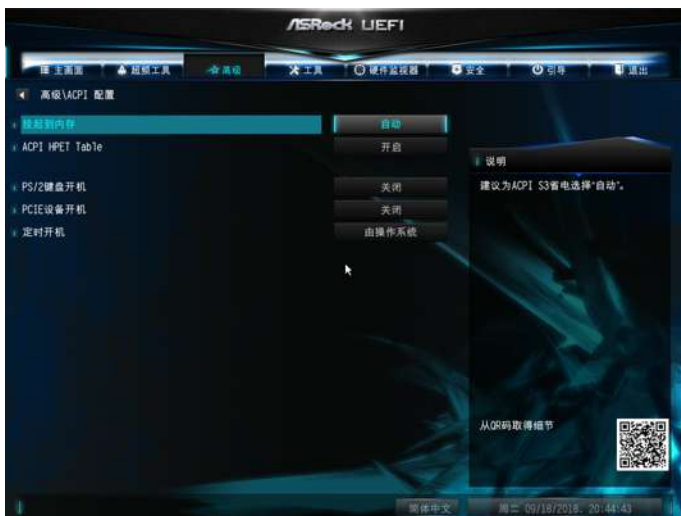 ASRock UEFI
主画面 超频工具 高级 工具 硬件监视器 安全 引导 退出
高级\ACPI 配置
挂起到内存 自动
ACPI HPET Table 开启
说明
PS/2键盘开机 关闭
建议为ACPI S3省电选择"自动"。
PCIE设备开机 关闭
定时开机 由操作系统
从QR码取得细节
简体中文 周二 09/18/2018. 20:44:43